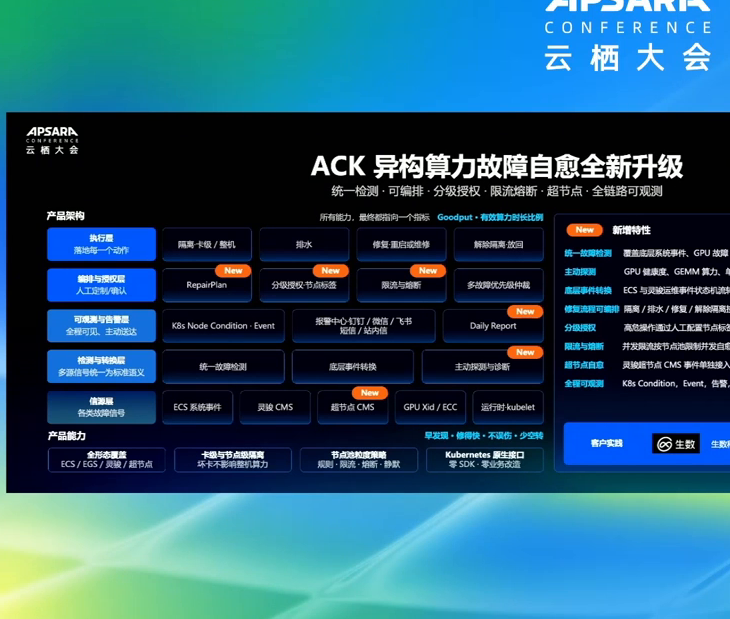 APSARA
CONFERENCE
云栖大会
APSARA
CONFERENCE
云栖大会
ACK 异构算力故障自愈全新升级
统一检测 · 可编排 · 分级授权 · 限流熔断 · 超节点 · 全链路可观测
产品架构
所有能力，最终都指向一个指标 Goodput · 有效算力时长比例
执行层
落地每一个动作
隔离·卡级 / 整机
排水
修复·重启或维修
解除隔离·放回
编排与授权层
人工定制/确认
New
RepairPlan
New
分级授权·节点标签
New
限流与熔断
多故障优先级仲裁
可观测与告警层
全程可见、主动送达
K8s Node Condition · Event
报警中心·钉钉 / 微信 / 飞书
短信 / 站内信
New
Daily Report
检测与转换层
多源信号统一为标准语义
统一故障检测
底层事件转换
New
主动探测与诊断
信源层
各类故障信号
ECS 系统事件
灵骏 CMS
New
超节点 CMS
GPU Xid / ECC
运行时·kubelet
产品能力
早发现 · 修得快 · 不误伤 · 少空转
全形态覆盖
ECS / EGS / 灵骏 / 超节点
卡级与节点级隔离
坏卡不影响整机算力
节点池粒度策略
规则 · 限流 · 熔断 · 静默
Kubernetes 原生接口
零 SDK · 零业务改造
New 新增特性
统一故障检测 覆盖底层系统事件、GPU 故障
主动探测 GPU 健康度、GEMM 算力、
底层事件转换 ECS 与灵骏运维事件状态机流转
修复流程可编排 隔离 / 排水 / 修复 / 解除隔离
分级授权 高危操作通过人工配置节点标签
限流与熔断 并发限流按节点池限制并发自愈
超节点自愈 灵骏超节点 CMS 事件单独接入
全程可观测 K8s Condition，Event，告警，
客户实践
生数
生数